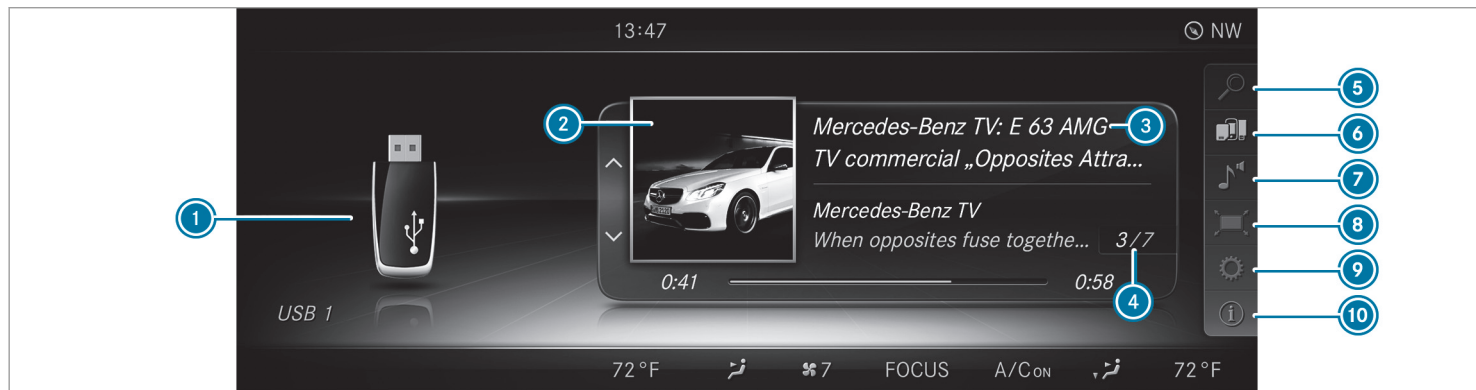 13:47
NW
Mercedes-Benz TV: E 63 AMG
TV commercial „Opposites Attra...
Mercedes-Benz TV
When opposites fuse togethe... 3/7
0:41 0:58
USB 1
72°F 7 FOCUS A/C ON 72°F
1
2
3
4
5
6
7
8
9
10